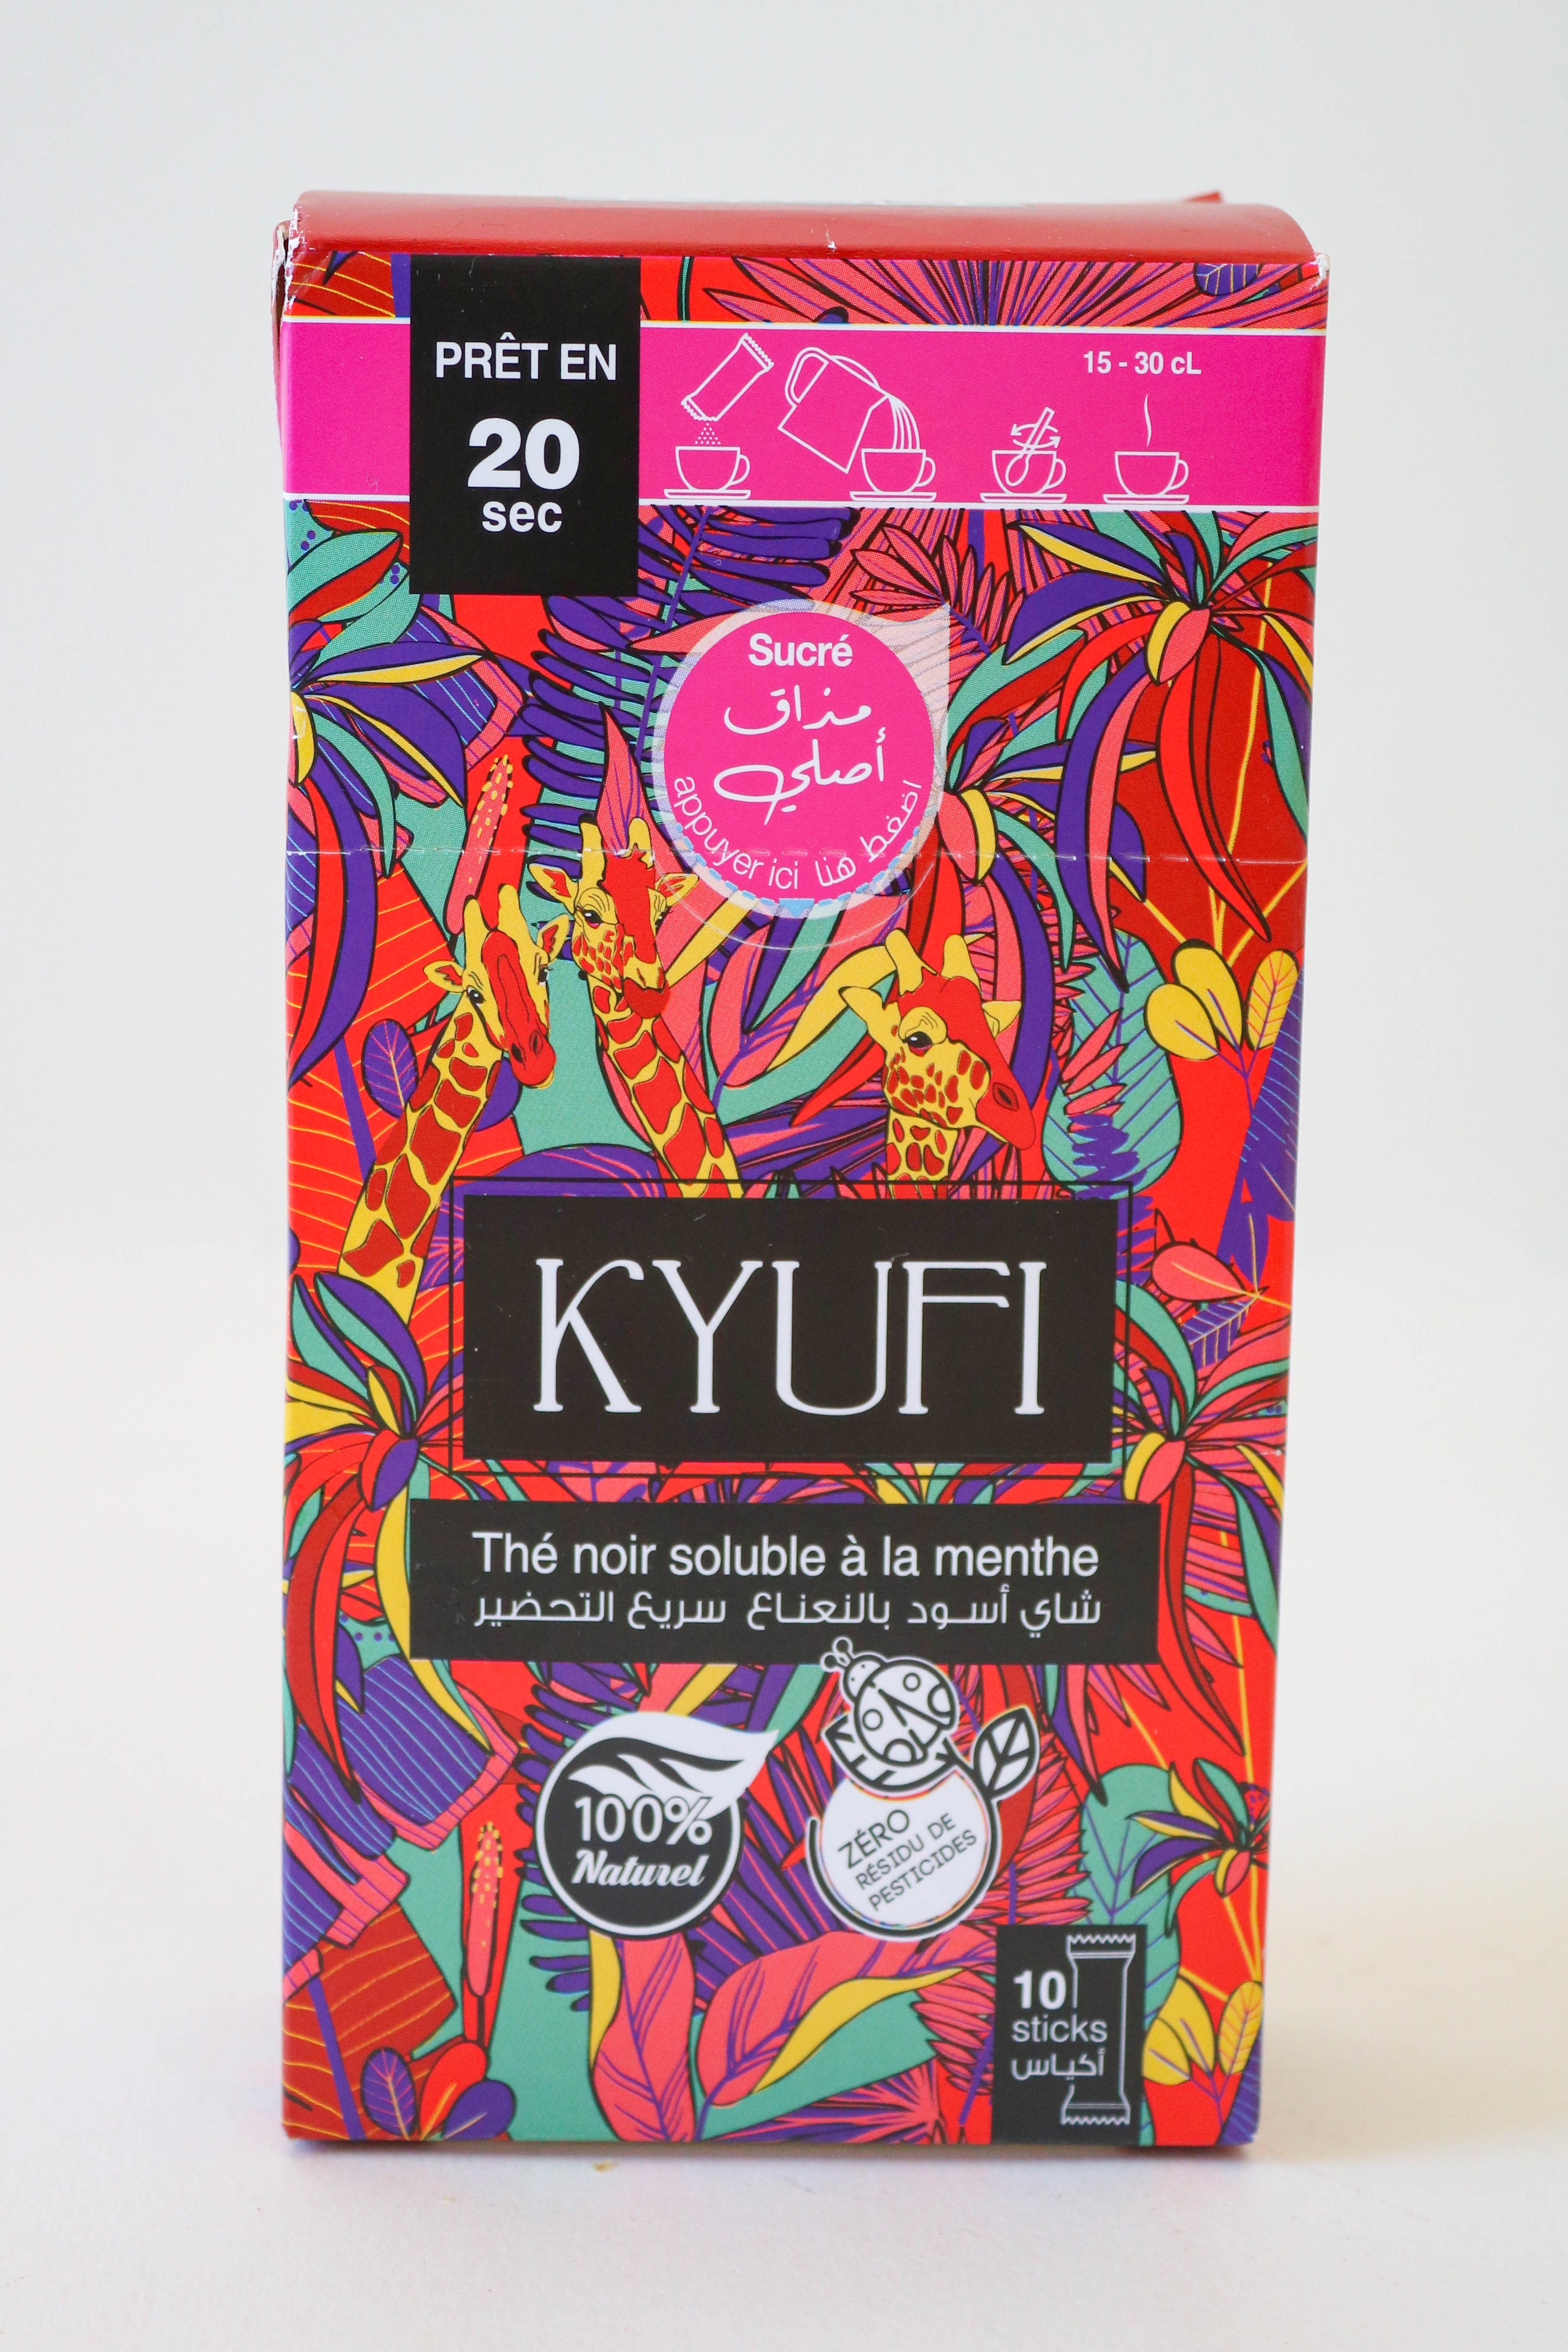 PRÊT EN
20
sec
15 - 30 cL
Sucré
مذاق
أصلي
appuyer ici اضغط هنا
KYUFI
Thé noir soluble à la menthe
شاي أسود بالنعناع سريع التحضير
100%
Naturel
ZÉRO
RÉSIDU DE
PESTICIDES
10
sticks
أكياس